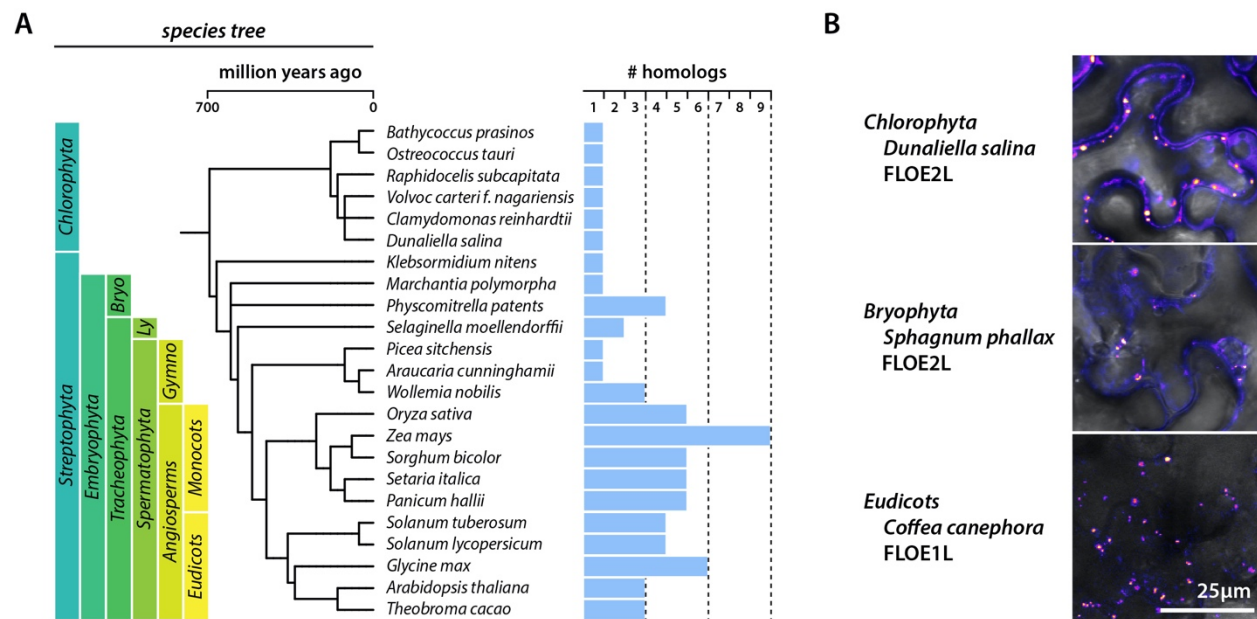 A
species tree
million years ago
700
0
# homologs
1 2 3 4 5 6 7 8 9
Chlorophyta
Streptophyta
Embryophyta
Bryo
Tracheophyta
Ly
Spermatophyta
Gymno
Angiosperms
Monocots
Eudicots
Bathycoccus prasinos
Ostreococcus tauri
Raphidocelis subcapitata
Volvoc carteri f. nagariensis
Clamydomonas reinhardtii
Dunaliella salina
Klebsormidium nitens
Marchantia polymorpha
Physcomitrella patents
Selaginella moellendorffii
Picea sitchensis
Araucaria cunninghamii
Wollemia nobilis
Oryza sativa
Zea mays
Sorghum bicolor
Setaria italica
Panicum hallii
Solanum tuberosum
Solanum lycopersicum
Glycine max
Arabidopsis thaliana
Theobroma cacao
B
Chlorophyta
Dunaliella salina
FLOE2L
Bryophyta
Sphagnum phallax
FLOE2L
Eudicots
Coffea canephora
FLOE1L
25µm